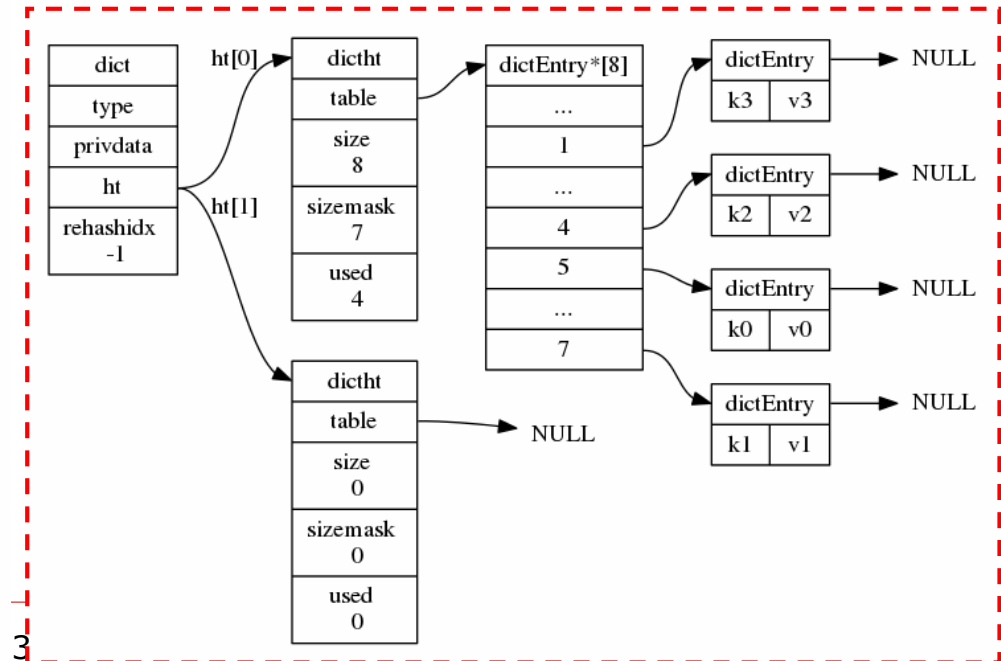 dict
type
privdata
ht
rehashidx
-1
ht[0]
ht[1]
dictht
table
size
8
sizemask
7
used
4
dictht
table
size
0
sizemask
0
used
0
NULL
dictEntry*[8]
...
1
...
4
5
...
7
dictEntry
k3 v3
NULL
dictEntry
k2 v2
NULL
dictEntry
k0 v0
NULL
dictEntry
k1 v1
NULL
3